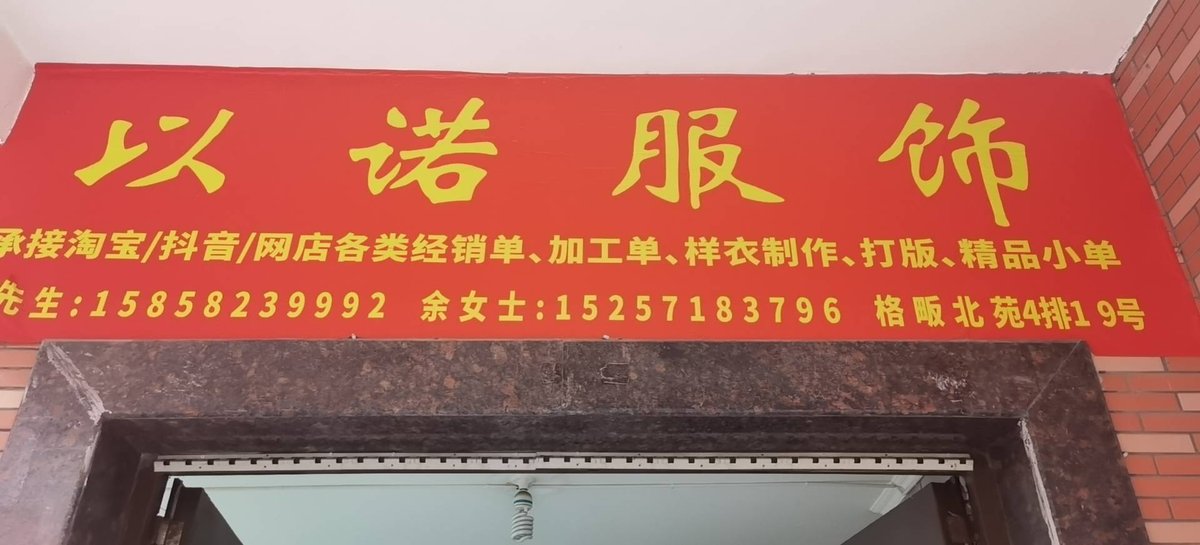 以诺服饰
承接淘宝/抖音/网店各类经销单、加工单、样衣制作、打版、精品小单
先生:15858239992 余女士:15257183796 格畈北苑4排19号